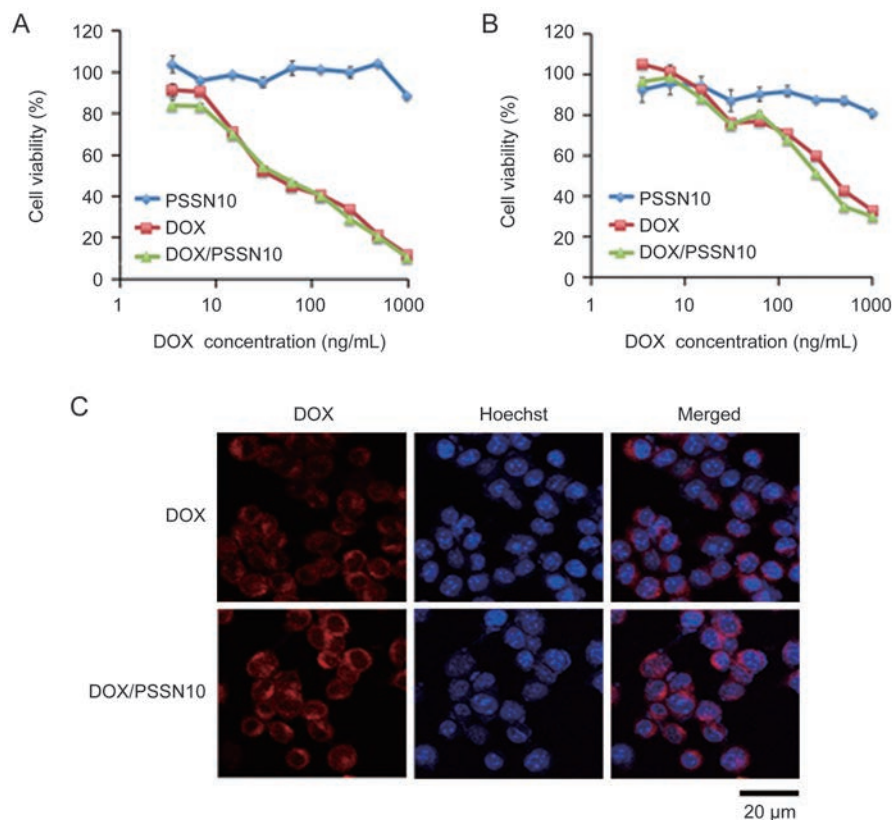 A
120
100
80
60
40
20
0
Cell viability (%)
PSSN10
DOX
DOX/PSSN10
1
10
100
1000
DOX concentration (ng/mL)
B
120
100
80
60
40
20
0
Cell viability (%)
PSSN10
DOX
DOX/PSSN10
1
10
100
1000
DOX concentration (ng/mL)
C
DOX
Hoechst
Merged
DOX
DOX/PSSN10
20 μm